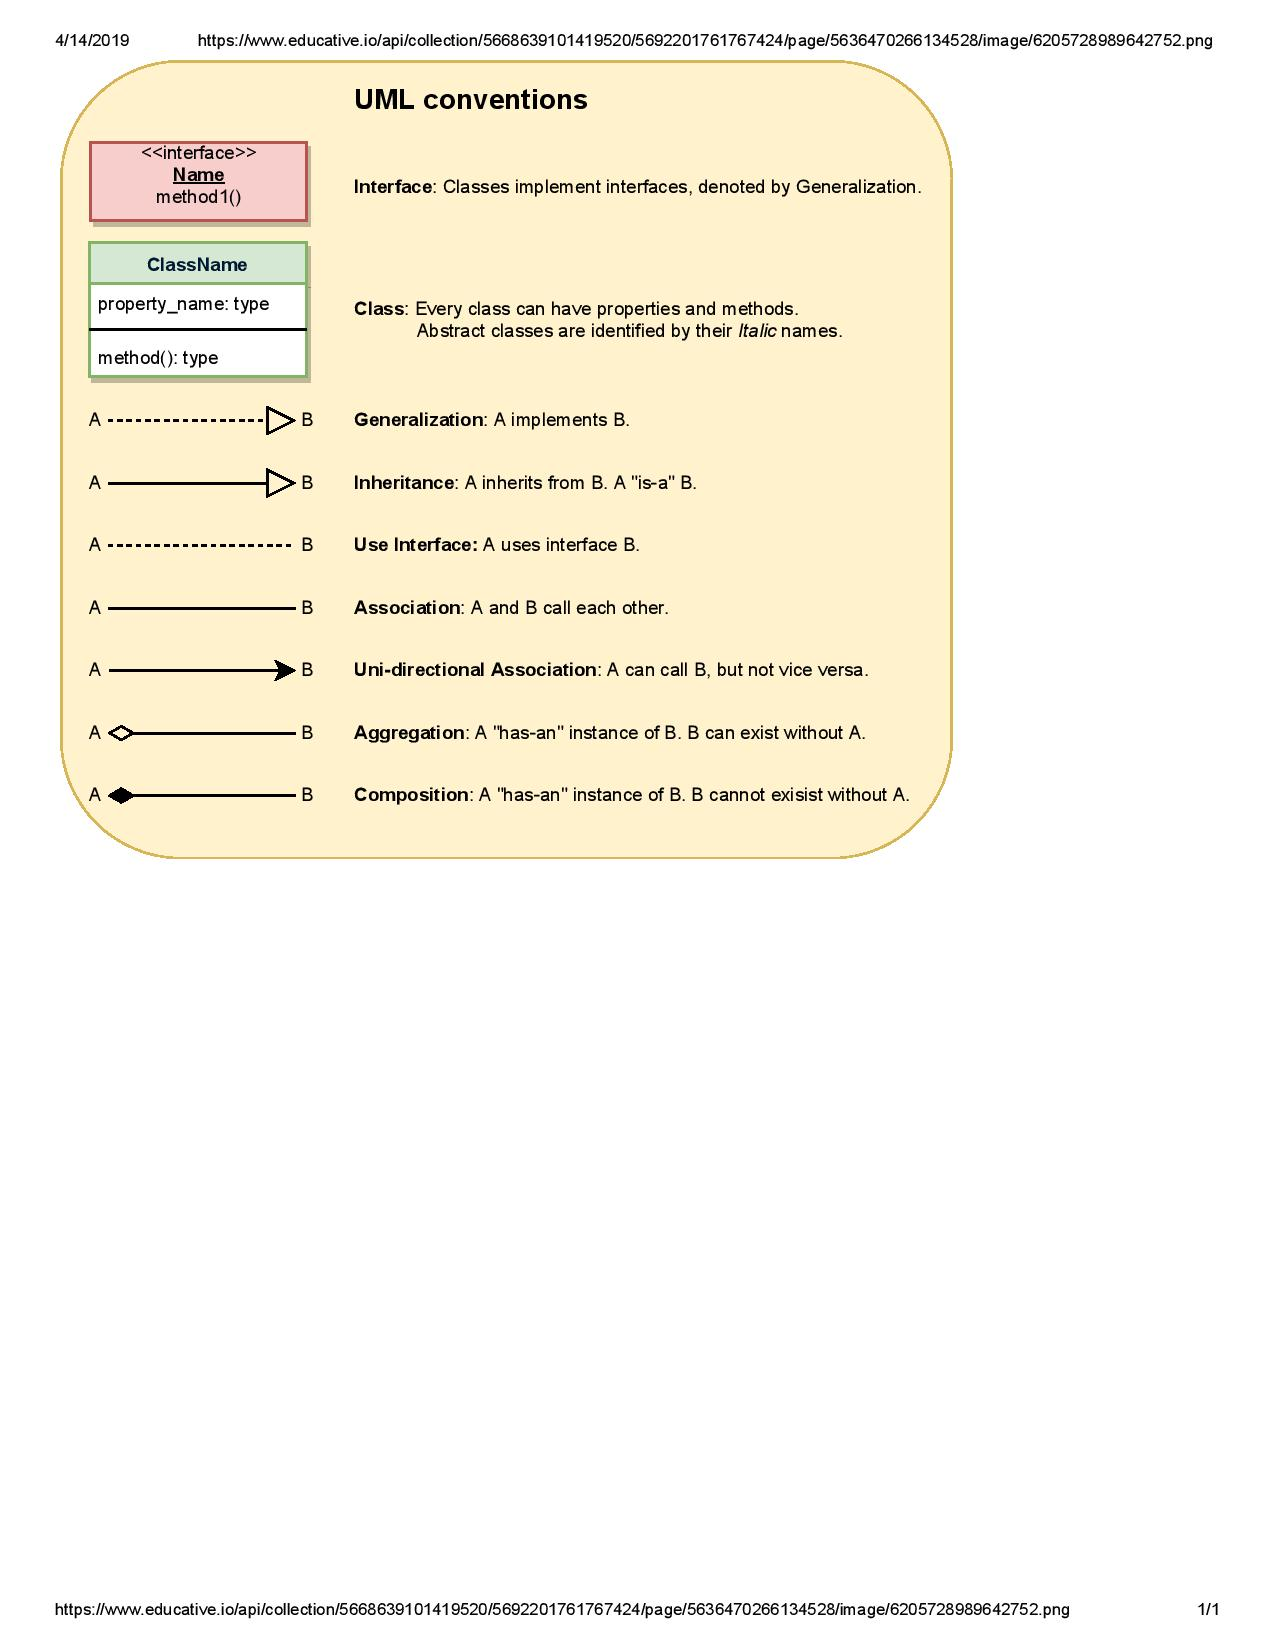 4/14/2019 https://www.educative.io/api/collection/5668639101419520/5692201761767424/page/5636470266134528/image/6205728989642752.png
UML conventions
<<interface>>
Name
method1()
Interface: Classes implement interfaces, denoted by Generalization.
ClassName
property_name: type
method(): type
Class: Every class can have properties and methods.
Abstract classes are identified by their Italic names.
A B Generalization: A implements B.
A B Inheritance: A inherits from B. A "is-a" B.
A B Use Interface: A uses interface B.
A B Association: A and B call each other.
A B Uni-directional Association: A can call B, but not vice versa.
A B Aggregation: A "has-an" instance of B. B can exist without A.
A B Composition: A "has-an" instance of B. B cannot exisist without A.
https://www.educative.io/api/collection/5668639101419520/5692201761767424/page/5636470266134528/image/6205728989642752.png 1/1